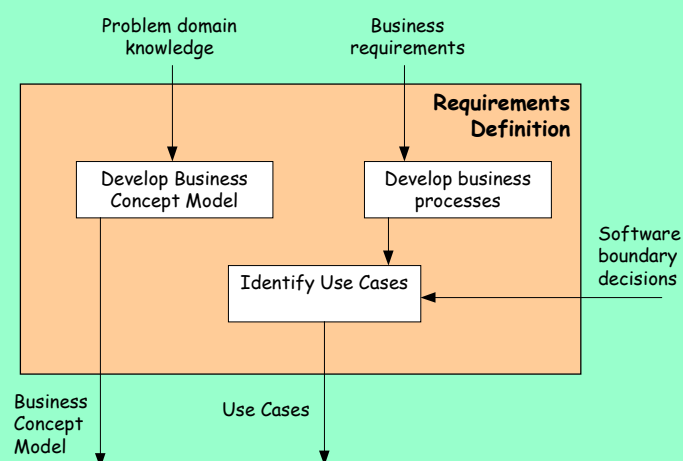 Problem domain
knowledge
Business
requirements
Requirements
Definition
Develop Business
Concept Model
Develop business
processes
Software
boundary
decisions
Identify Use Cases
Business
Concept
Model
Use Cases